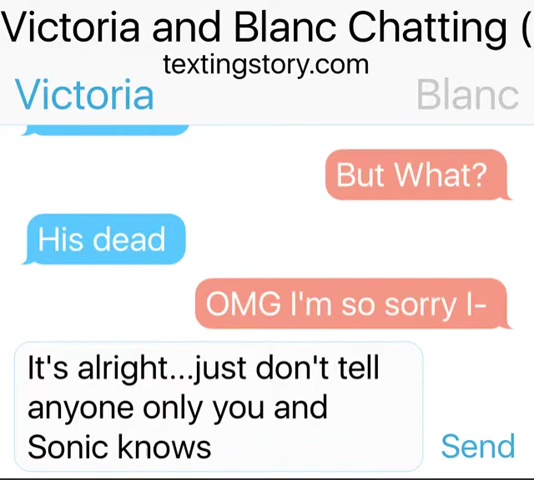 Victoria and Blanc Chatting (
textingstory.com
Victoria Blanc
But What?
His dead
OMG I'm so sorry I-
It's alright...just don't tell
anyone only you and
Sonic knows
Send